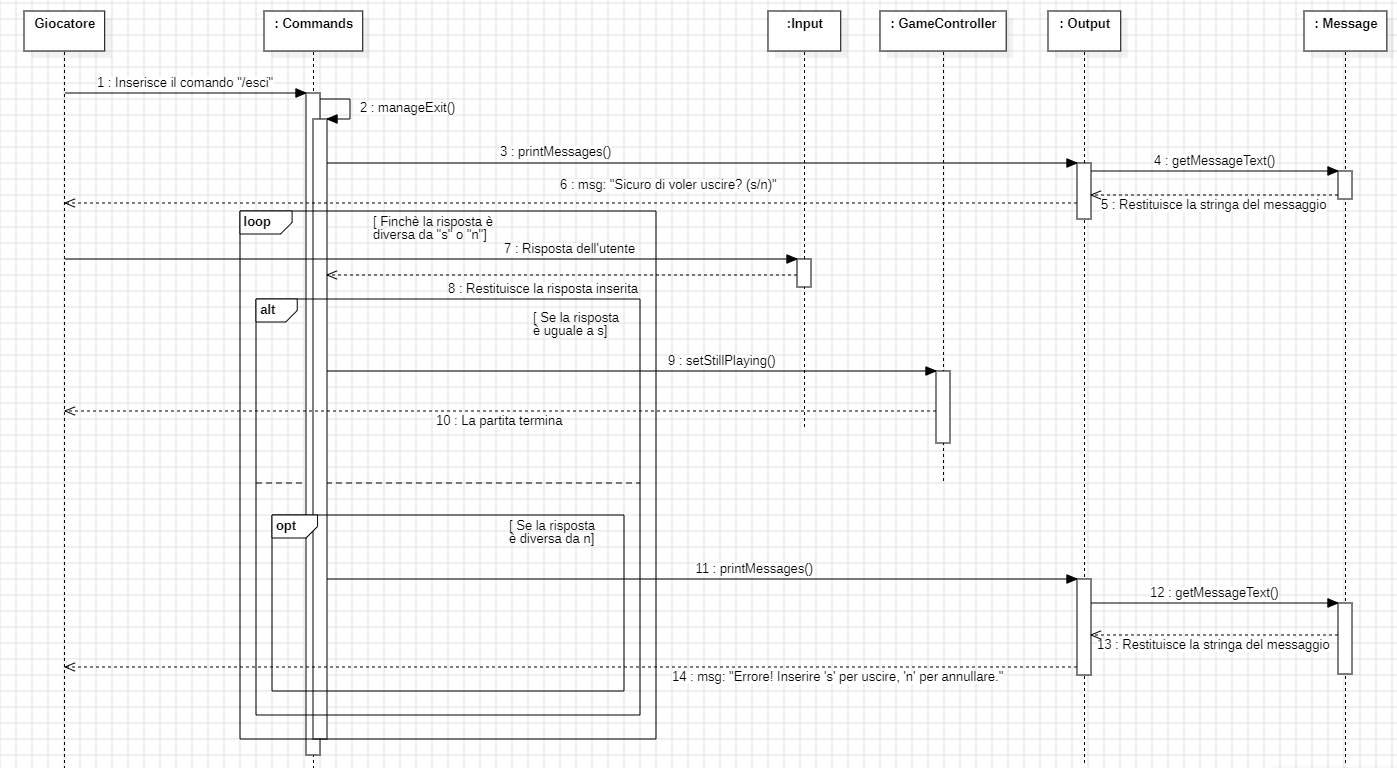 Giocatore
: Commands
:Input
: GameController
: Output
: Message
1 : Inserisce il comando "/esci"
2 : manageExit()
3 : printMessages()
4 : getMessageText()
6 : msg: "Sicuro di voler uscire? (s/n)"
5 : Restituisce la stringa del messaggio
loop
[ Finchè la risposta è
diversa da "s" o "n"]
7 : Risposta dell'utente
8 : Restituisce la risposta inserita
alt
[ Se la risposta
è uguale a s]
9 : setStillPlaying()
10 : La partita termina
opt
[ Se la risposta
è diversa da n]
11 : printMessages()
12 : getMessageText()
13 : Restituisce la stringa del messaggio
14 : msg: "Errore! Inserire 's' per uscire, 'n' per annullare."